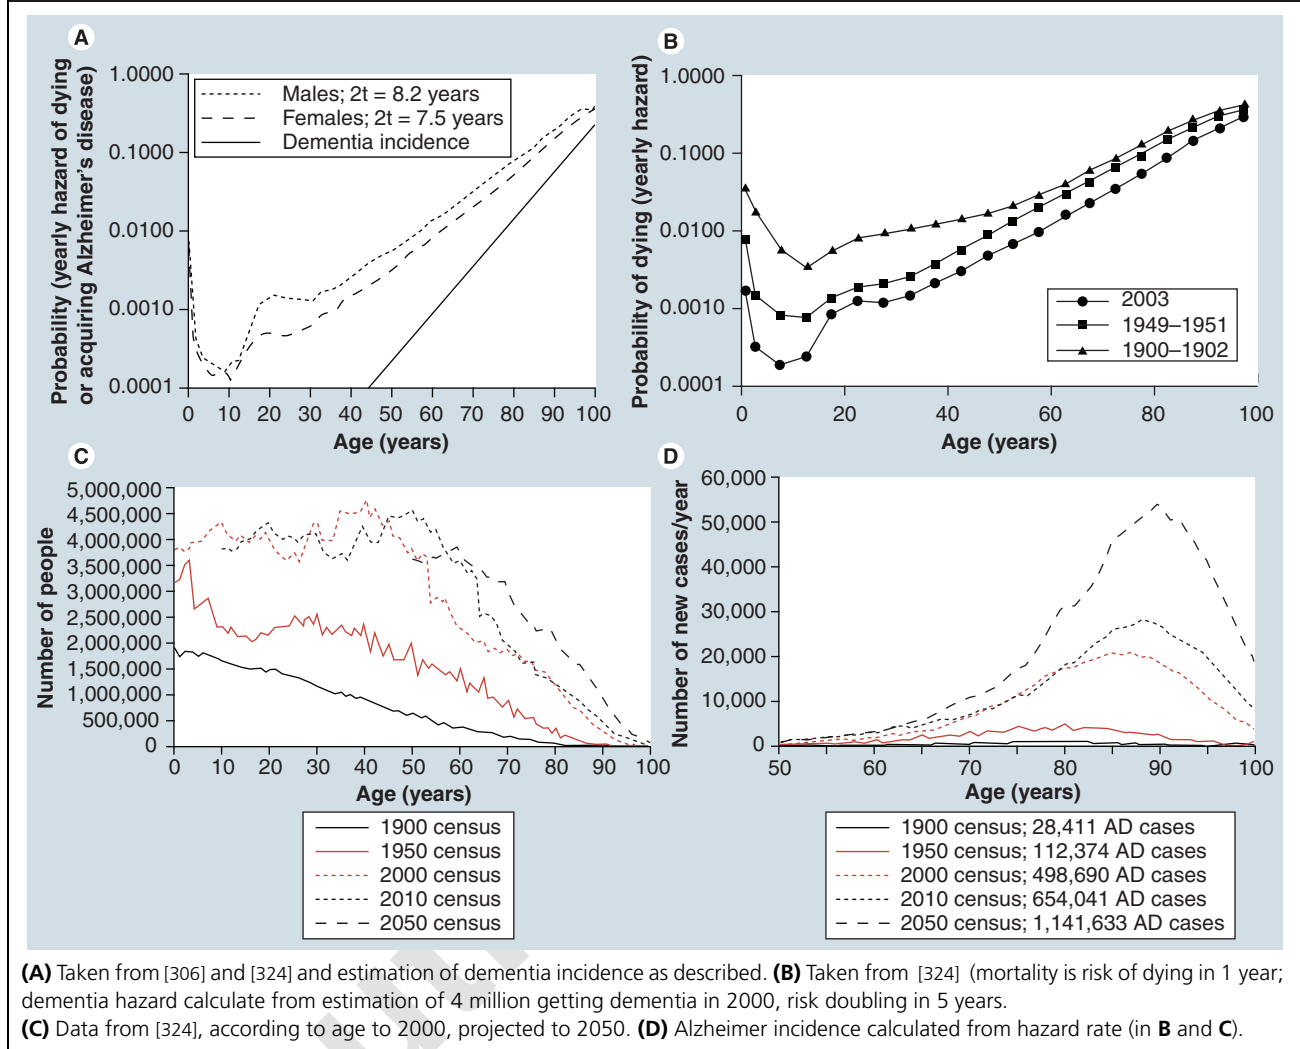 A
Probability (yearly hazard of dying
or acquiring Alzheimer's disease)
1.0000
0.1000
0.0100
0.0010
0.0001
Males; 2t = 8.2 years
Females; 2t = 7.5 years
Dementia incidence
0 10 20 30 40 50 60 70 80 90 100
Age (years)
B
Probability of dying (yearly hazard)
1.0000
0.1000
0.0100
0.0010
0.0001
2003
1949–1951
1900–1902
0 20 40 60 80 100
Age (years)
C
Number of people
5,000,000
4,500,000
4,000,000
3,500,000
3,000,000
2,500,000
2,000,000
1,500,000
1,000,000
500,000
0
0 10 20 30 40 50 60 70 80 90 100
Age (years)
1900 census
1950 census
2000 census
2010 census
2050 census
D
Number of new cases/year
60,000
50,000
40,000
30,000
20,000
10,000
0
50 60 70 80 90 100
Age (years)
1900 census; 28,411 AD cases
1950 census; 112,374 AD cases
2000 census; 498,690 AD cases
2010 census; 654,041 AD cases
2050 census; 1,141,633 AD cases
(A) Taken from [306] and [324] and estimation of dementia incidence as described. (B) Taken from [324] (mortality is risk of dying in 1 year;
dementia hazard calculate from estimation of 4 million getting dementia in 2000, risk doubling in 5 years.
(C) Data from [324], according to age to 2000, projected to 2050. (D) Alzheimer incidence calculated from hazard rate (in B and C).